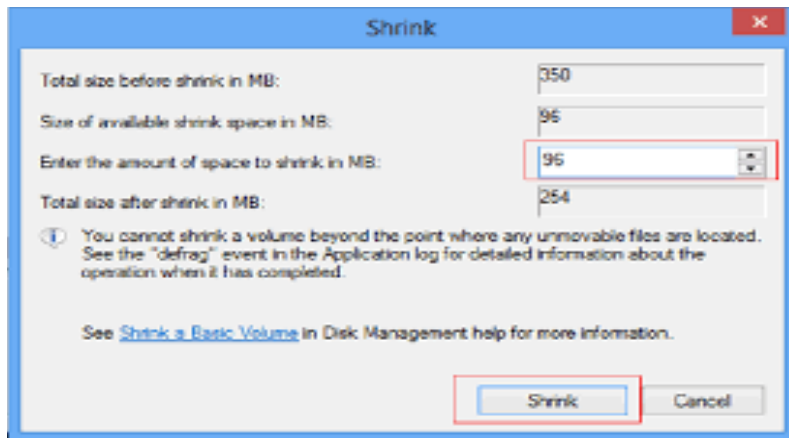 Shrink
Total size before shrink in MB:
350
Size of available shrink space in MB:
96
Enter the amount of space to shrink in MB:
96
Total size after shrink in MB:
254
You cannot shrink a volume beyond the point where any unmovable files are located.
See the "defrag" event in the Application log for detailed information about the
operation when it has completed.
See Shrink a Basic Volume in Disk Management help for more information.
Shrink
Cancel